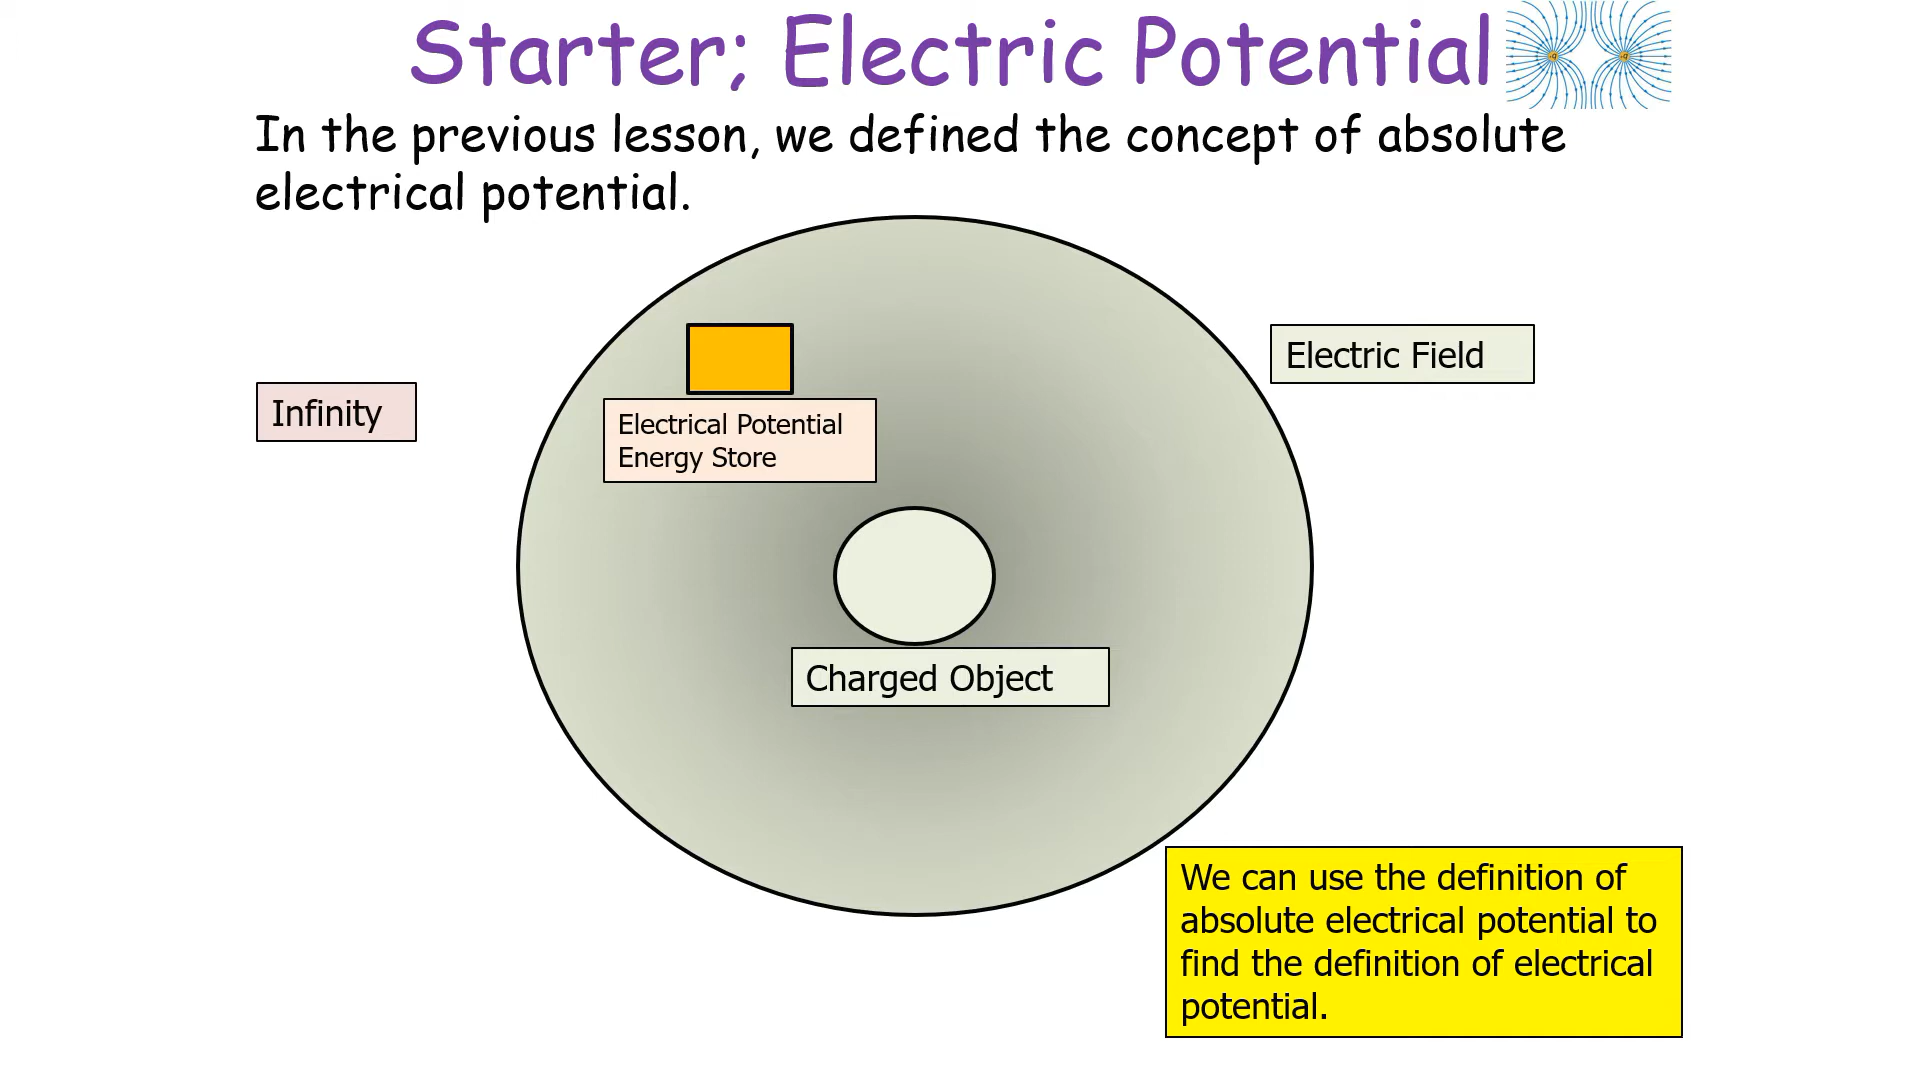 Starter; Electric Potential
In the previous lesson, we defined the concept of absolute
electrical potential.
Electric Field
Infinity
Electrical Potential
Energy Store
Charged Object
We can use the definition of
absolute electrical potential to
find the definition of electrical
potential.